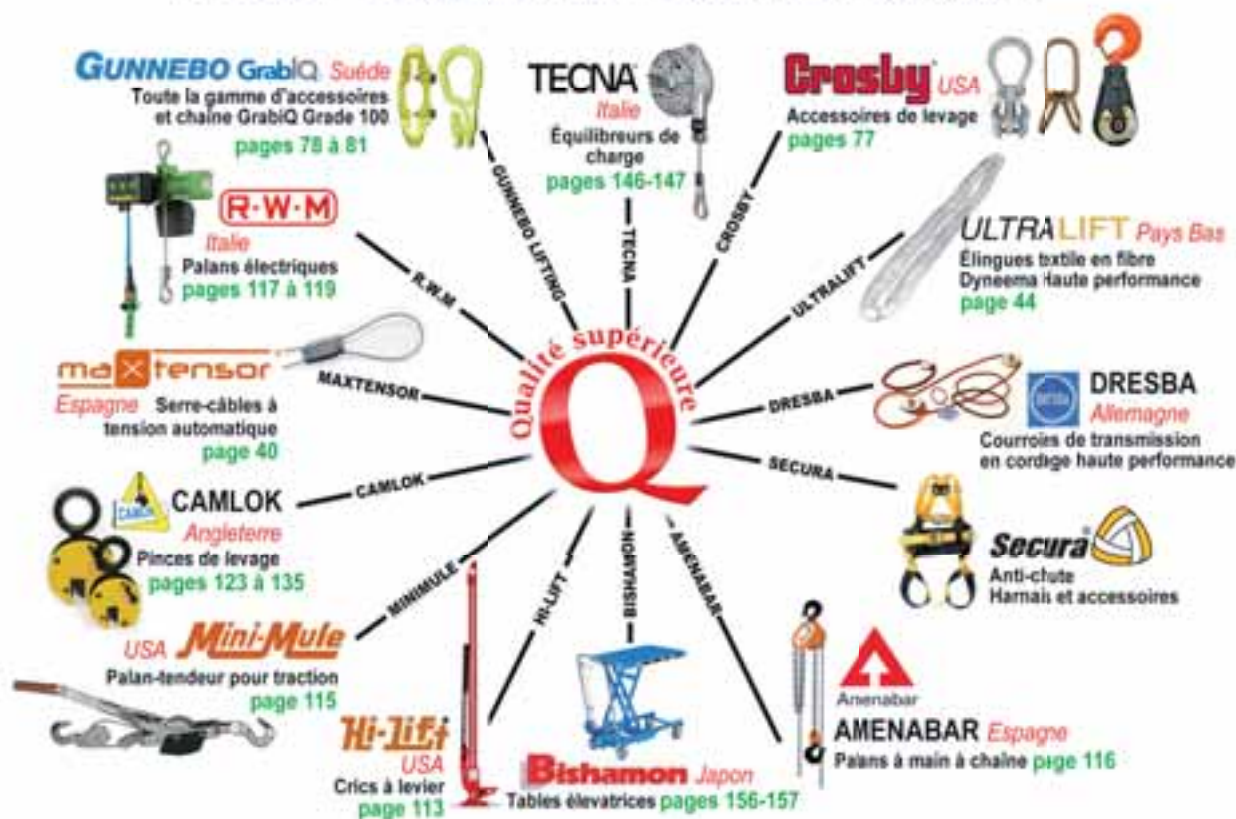 GUNNEBO GrabIQ Suéde
Toute la gamme d'accessoires
et chaîne GrabiQ Grade 100
pages 78 à 81
TECNA
Italie
Équilibreurs de
charge
pages 146-147
Crosby USA
Accessoires de levage
pages 77
R·W·M
Italie
Palans électriques
pages 117 à 119
ULTRALIFT Pays Bas
Élingues textile en fibre
Dyneema Haute performance
page 44
maxtensor
Espagne Serre-câbles à
tension automatique
page 40
DRESBA
Allemagne
Courroies de transmission
en cordage haute performance
CAMLOK
CAMLOK
Angleterre
Pinces de levage
pages 123 à 135
Secura
Anti-chute
Harnais et accessoires
USA Mini-Mule
Palan-tendeur pour traction
page 115
Hi-Lift
USA
Crics à levier
page 113
Bishamon Japon
Tables élevatrices pages 156-157
Amenabar
AMENABAR Espagne
Palans à main à chaîne page 116
GUNNEBO LIFTING
TECNA
CROSBY
R.W.M
ULTRALIFT
MAXTENSOR
DRESBA
CAMLOK
SECURA
MINIMULE
HI-LIFT
BISHAMON
AMENABAR
Qualité supérieure
Q